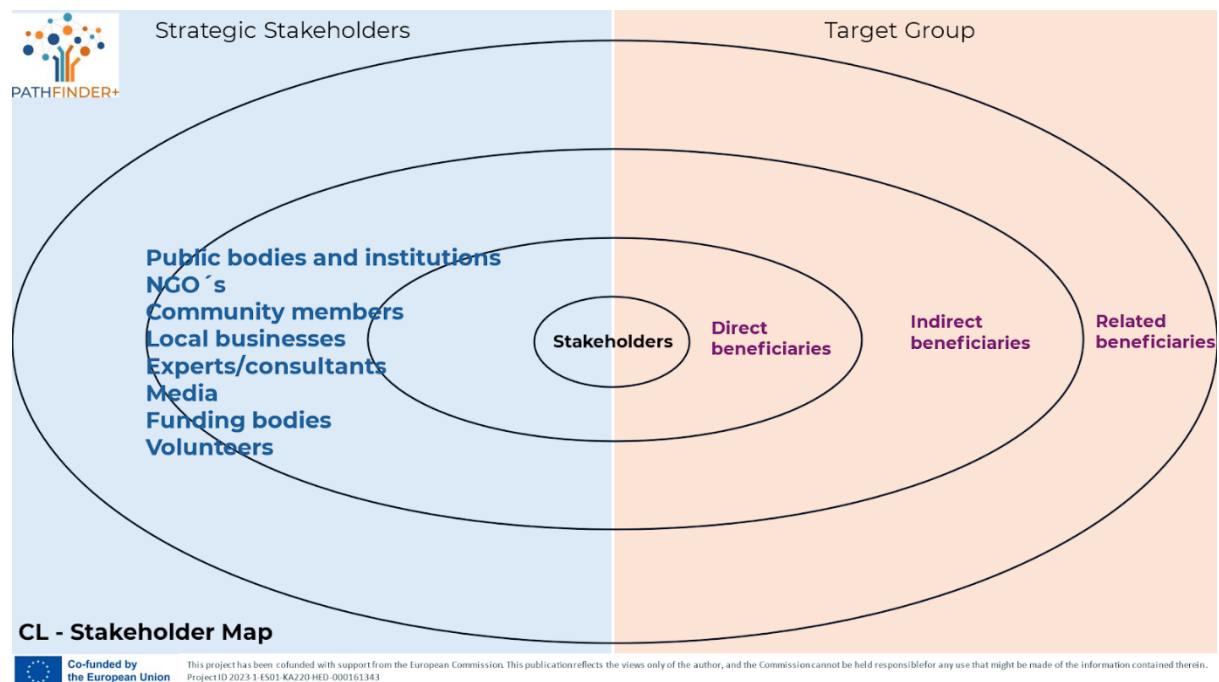 Strategic Stakeholders
Target Group
PATHFINDER+
Public bodies and institutions
NGO´s
Community members
Local businesses
Experts/consultants
Media
Funding bodies
Volunteers
Stakeholders
Direct
beneficiaries
Indirect
beneficiaries
Related
beneficiaries
CL - Stakeholder Map
Co-funded by
the European Union
This project has been cofunded with support from the European Commission. This publication reflects the views only of the author, and the Commission cannot be held responsible for any use that might be made of the information contained therein.
Project ID 2023-1-ES01-KA220-HED-000161343